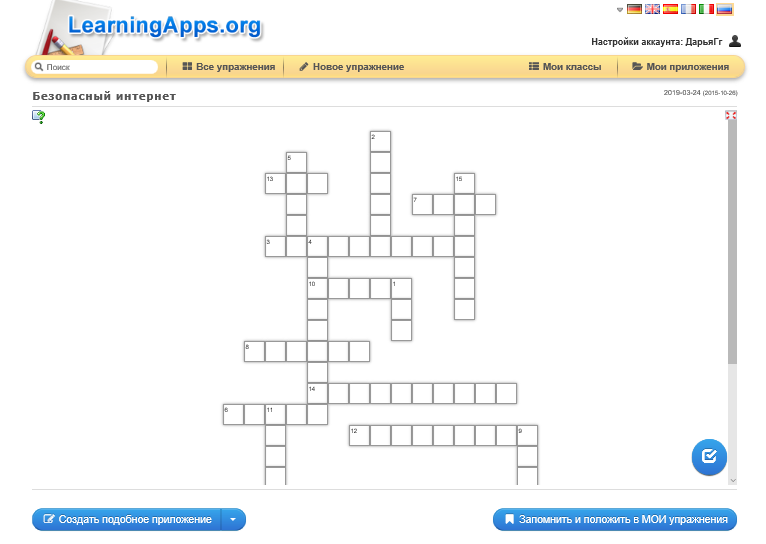 LearningApps.org
Настройки аккаунта: ДарьяГг
Поиск
Все упражнения
Новое упражнение
Мои классы
Мои приложения
Безопасный интернет
2019-03-24 (2015-10-26)
2
5
13
15
7
3 4
10 1
8
14
6 11
12 9
Создать подобное приложение
Запомнить и положить в МОИ упражнения